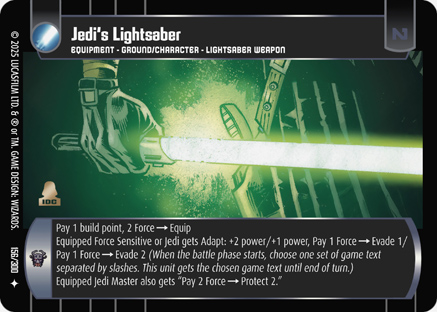 Jedi's Lightsaber
EQUIPMENT - GROUND/CHARACTER - LIGHTSABER WEAPON
N
© 2025 LUCASFILM LTD. & ® or TM. GAME DESIGN: WIZARDS.
IDC
Pay 1 build point, 2 Force → Equip
Equipped Force Sensitive or Jedi gets Adapt: +2 power/+1 power, Pay 1 Force → Evade 1/
Pay 1 Force → Evade 2 (When the battle phase starts, choose one set of game text
separated by slashes. This unit gets the chosen game text until end of turn.)
Equipped Jedi Master also gets "Pay 2 Force → Protect 2."
156/300